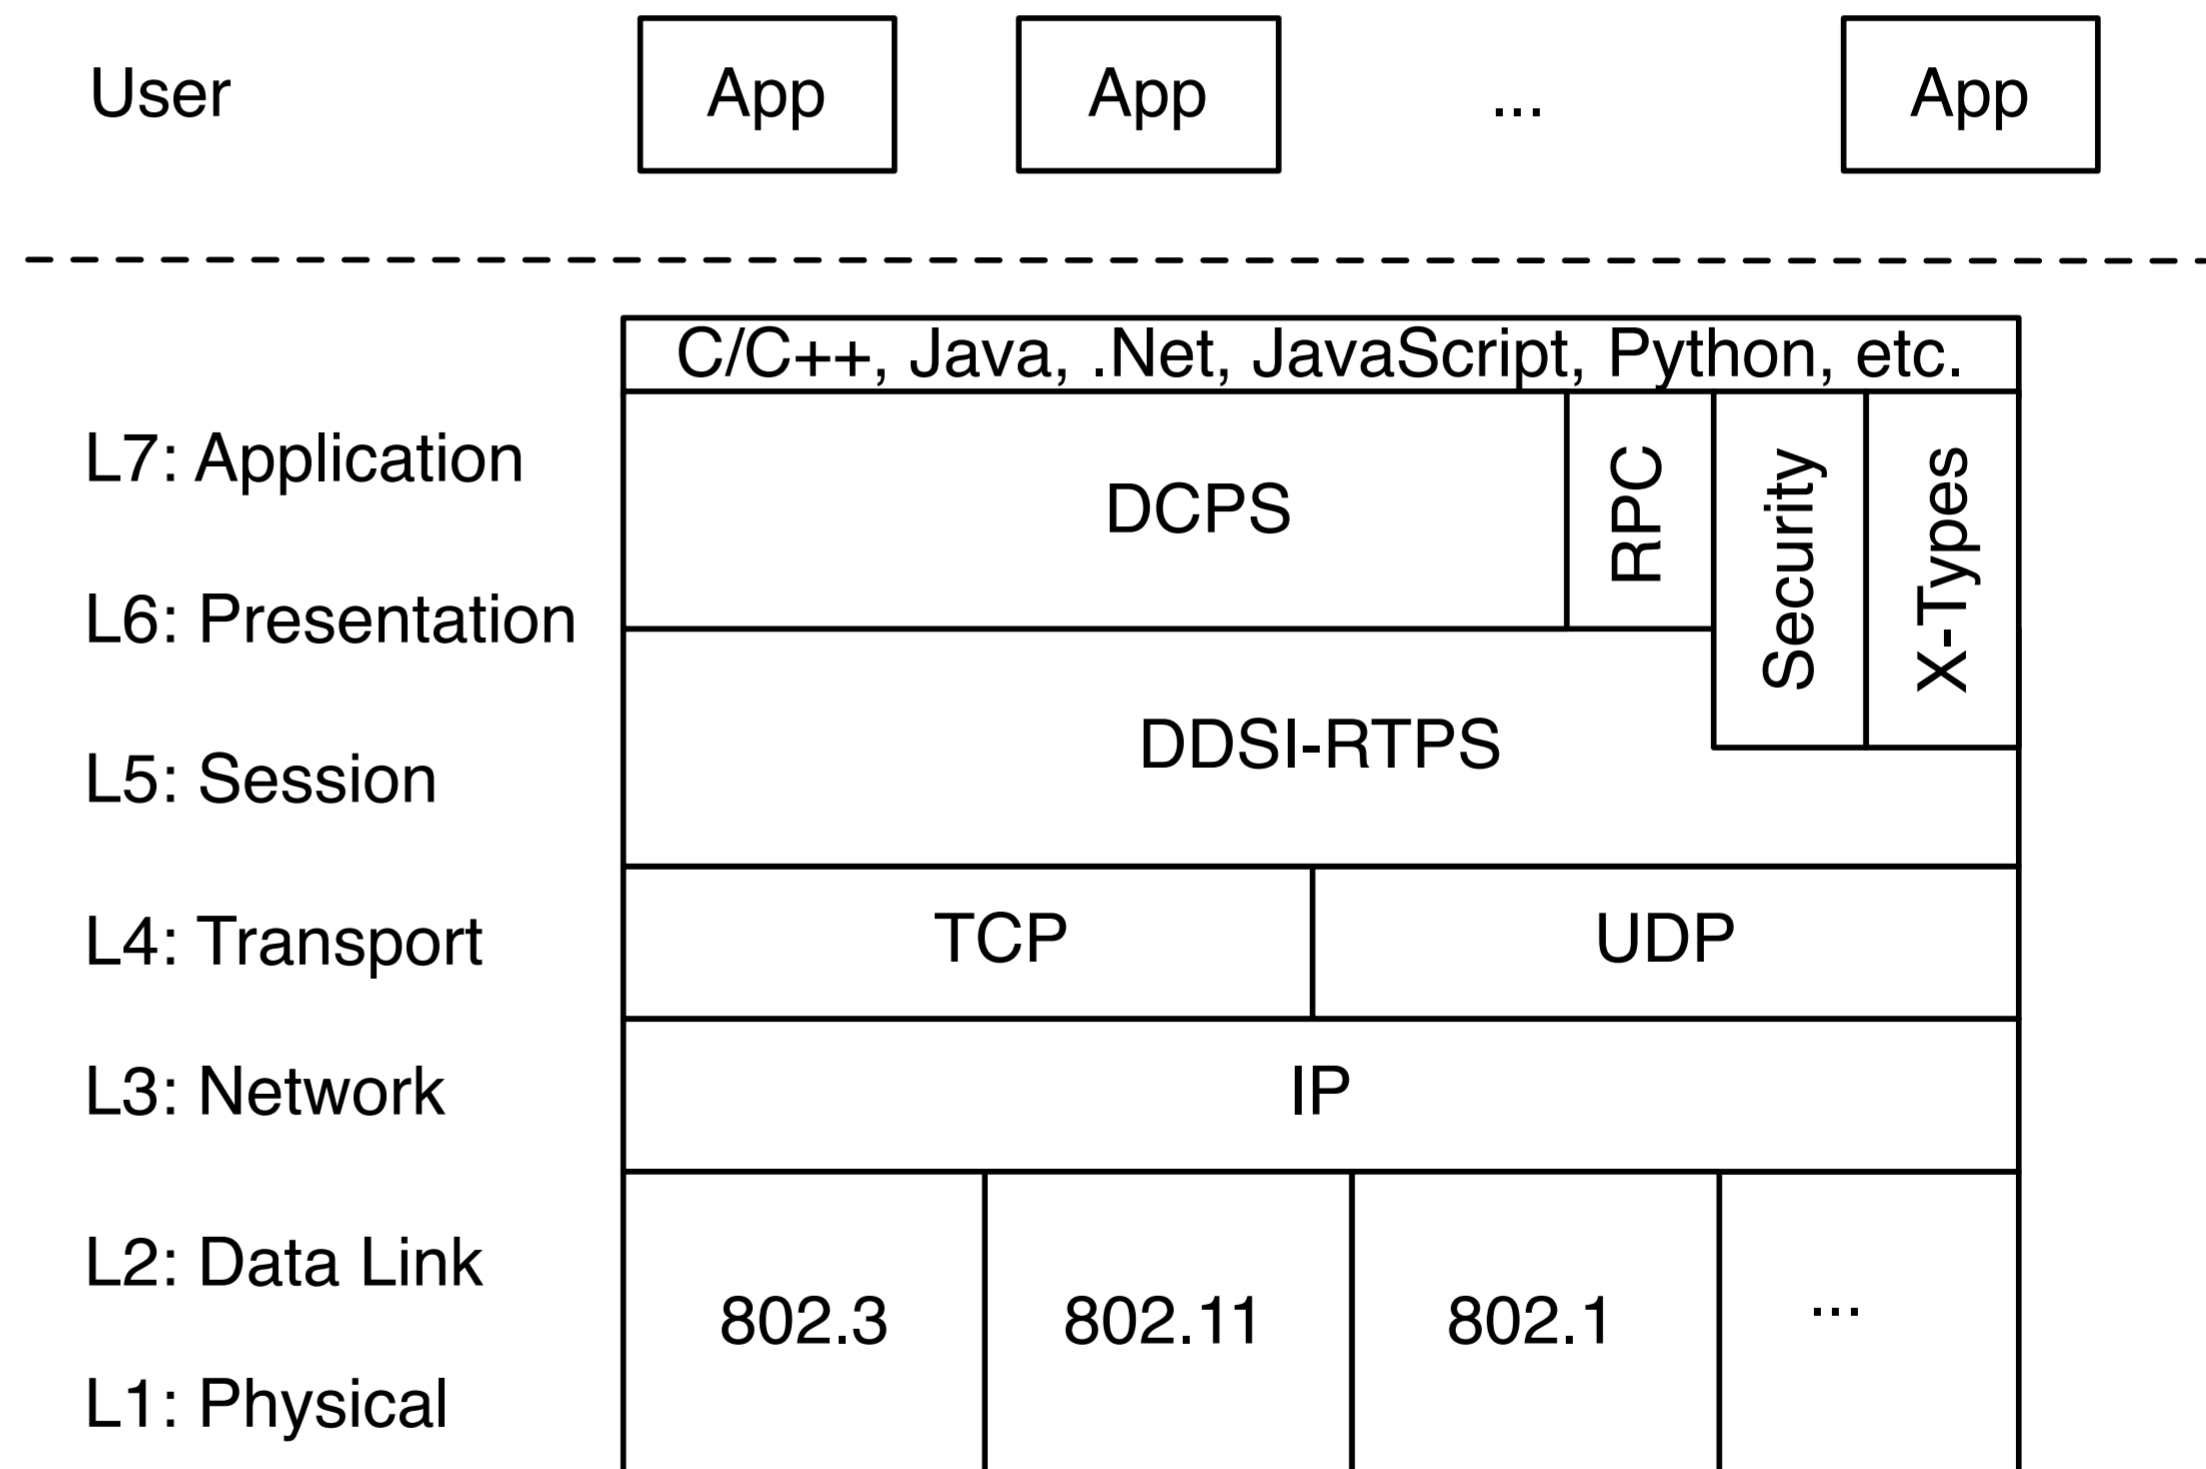 User
App
App
...
App
C/C++, Java, .Net, JavaScript, Python, etc.
L7: Application
DCPS
RPC
Security
X-Types
L6: Presentation
DDSI-RTPS
L5: Session
L4: Transport
TCP
UDP
L3: Network
IP
L2: Data Link
802.3
802.11
802.1
...
L1: Physical